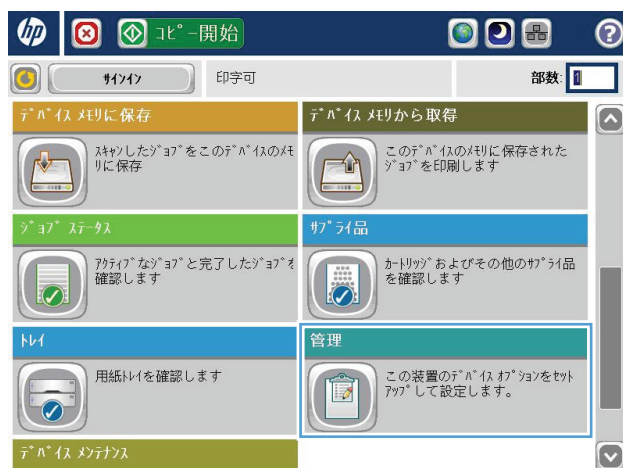 hp
コピー開始
?
サインイン
印字可
部数: 1
ﾃﾞﾊﾞｲｽ ﾒﾓﾘに保存
ﾃﾞﾊﾞｲｽ ﾒﾓﾘから取得
ｽｷｬﾝしたｼﾞｮﾌﾞをこのﾃﾞﾊﾞｲｽのﾒﾓ
ﾘに保存
このﾃﾞﾊﾞｲｽのﾒﾓﾘに保存された
ｼﾞｮﾌﾞを印刷します
ｼﾞｮﾌﾞ ｽﾃｰﾀｽ
ｻﾌﾟﾗｲ品
ｱｸﾃｨﾌﾞなｼﾞｮﾌﾞと完了したｼﾞｮﾌﾞを
確認します
ｶｰﾄﾘｯｼﾞおよびその他のｻﾌﾟﾗｲ品
を確認します
ﾄﾚｲ
管理
用紙ﾄﾚｲを確認します
この装置のﾃﾞﾊﾞｲｽ ｵﾌﾟｼｮﾝをｾｯﾄ
ｱｯﾌﾟして設定します。
ﾃﾞﾊﾞｲｽ ﾒﾝﾃﾅﾝｽ